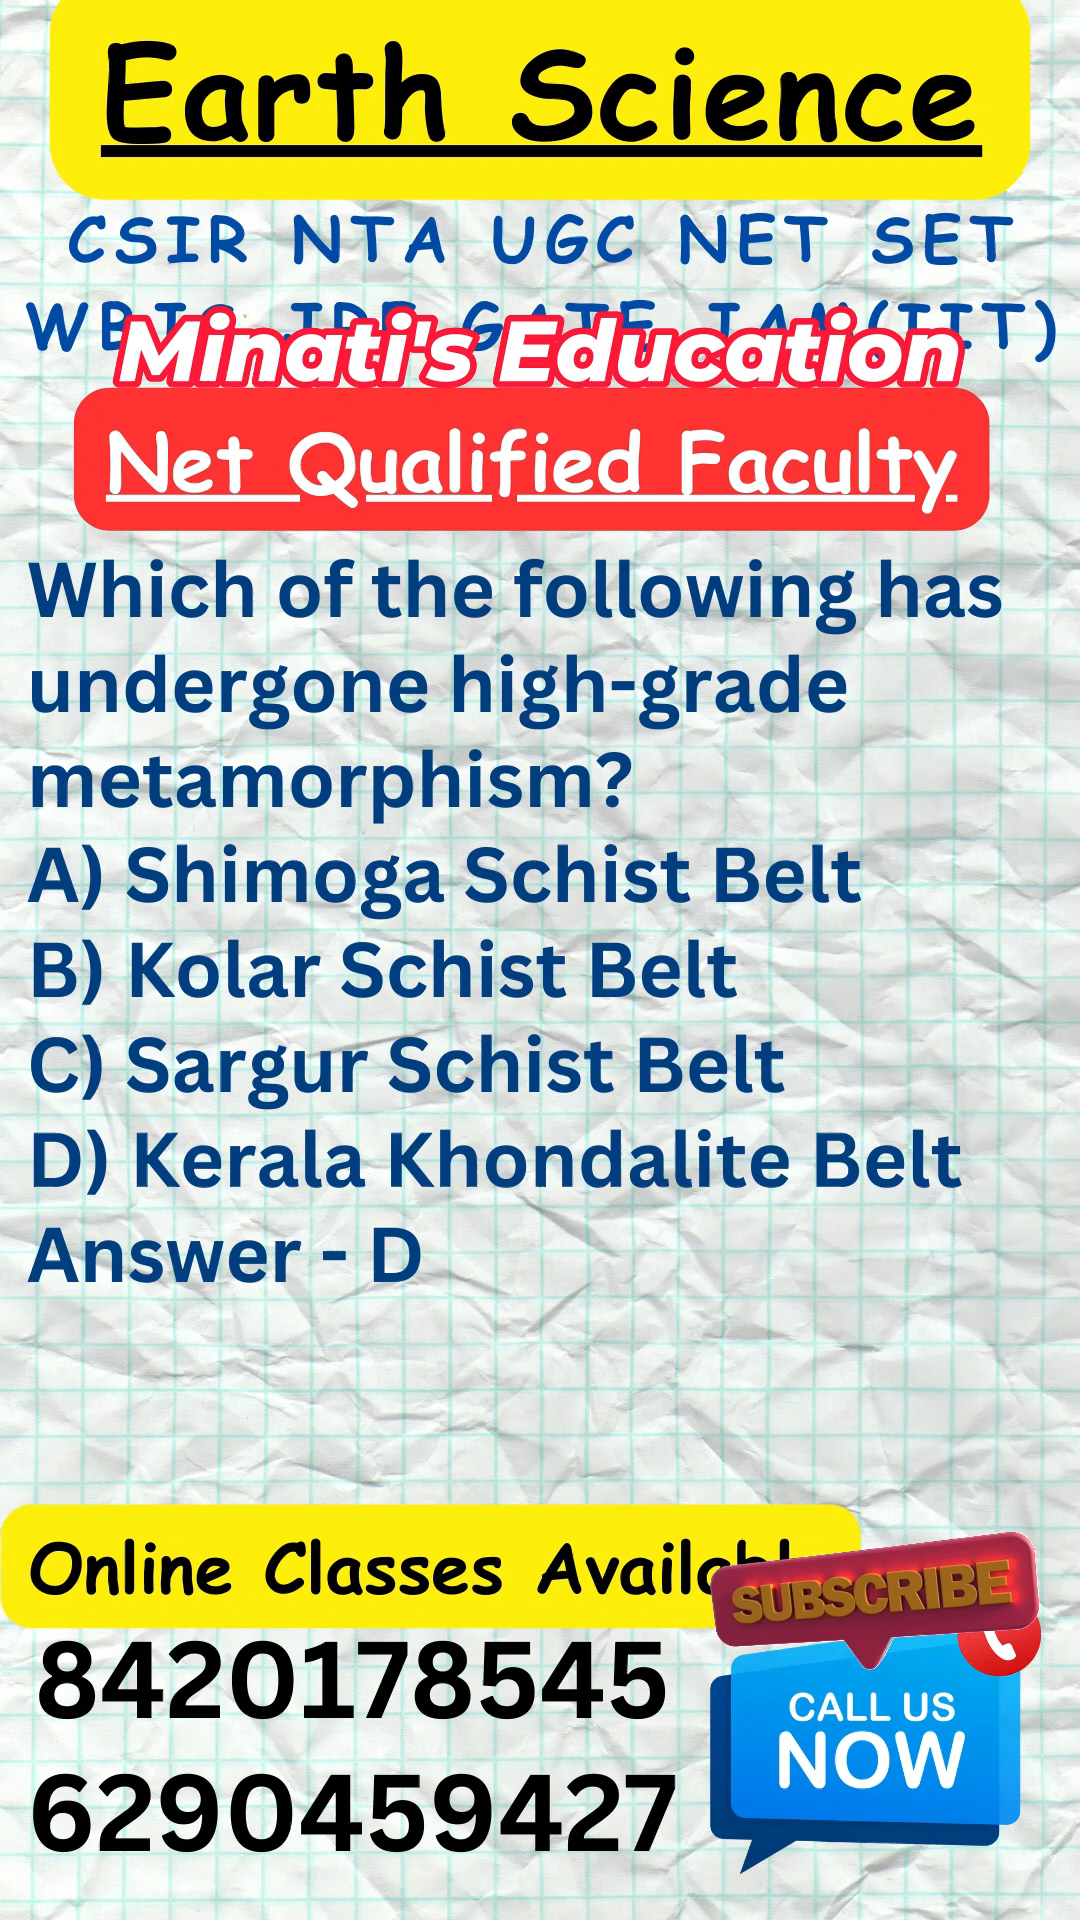 Earth Science
CSIR NTA UGC NET SET
Minati's Education
Net Qualified Faculty
Which of the following has
undergone high-grade
metamorphism?
A) Shimoga Schist Belt
B) Kolar Schist Belt
C) Sargur Schist Belt
D) Kerala Khondalite Belt
Answer - D
Online Classes
SUBSCRIBE
8420178545
CALL US
NOW
6290459427